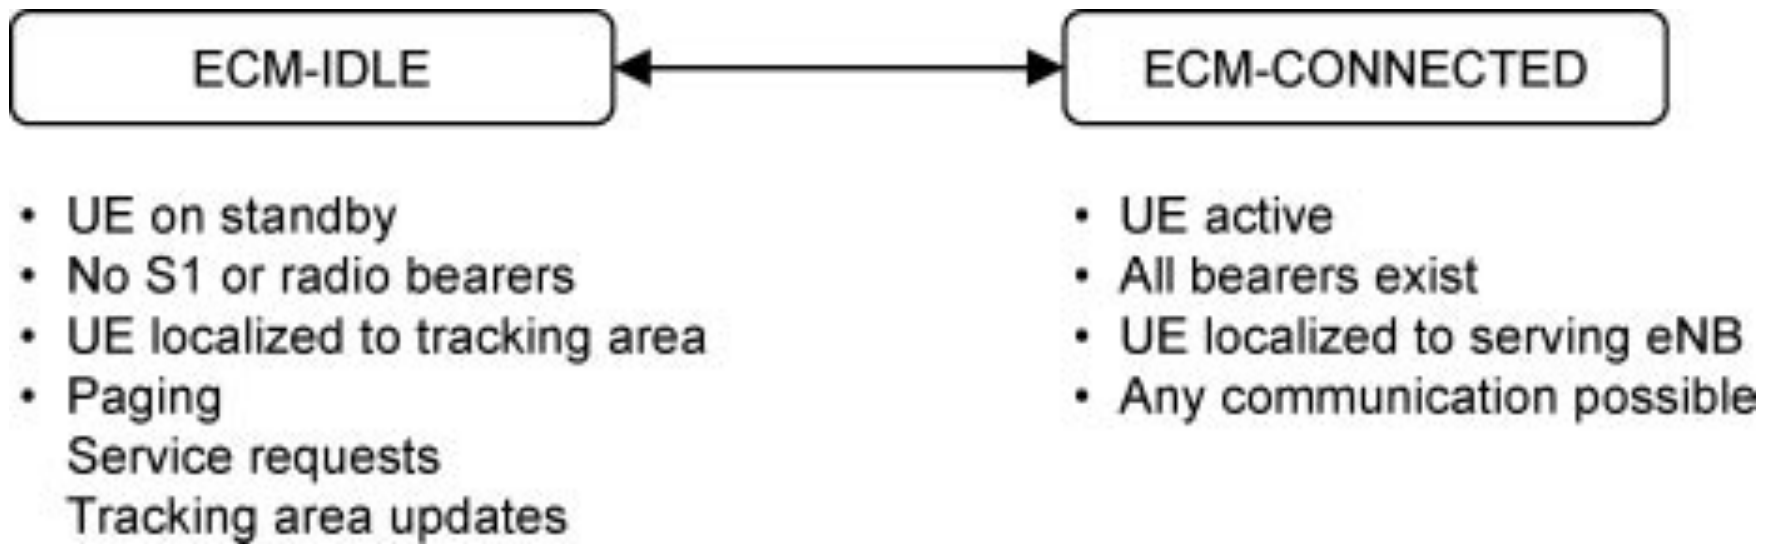 ECM-IDLE
ECM-CONNECTED
• UE on standby
• No S1 or radio bearers
• UE localized to tracking area
• Paging
Service requests
Tracking area updates
• UE active
• All bearers exist
• UE localized to serving eNB
• Any communication possible